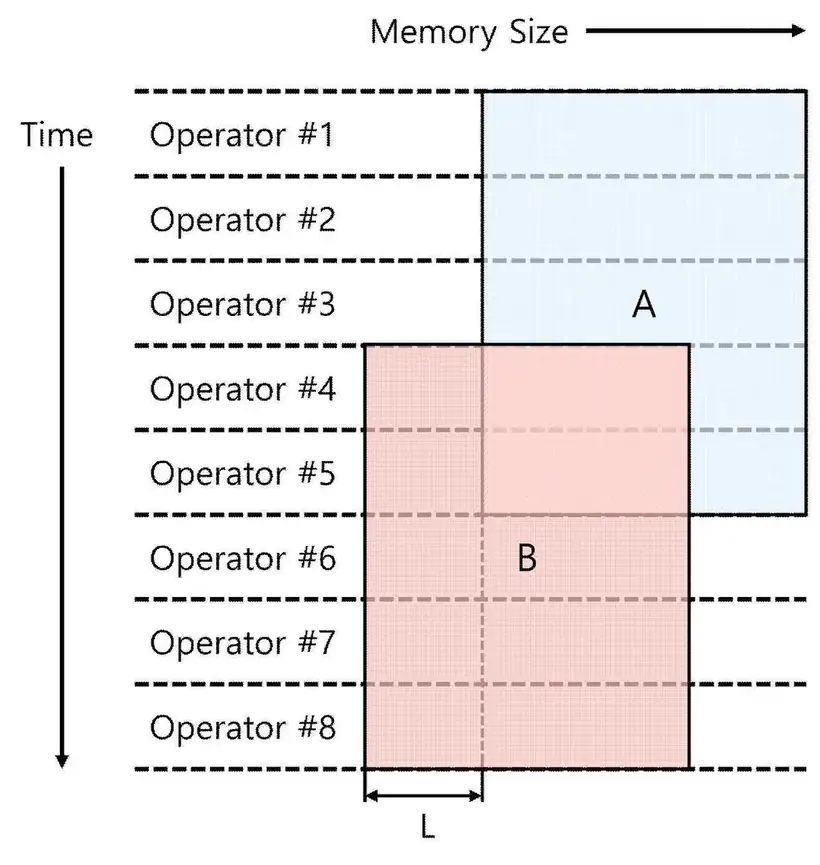 Memory Size
Time
Operator #1
Operator #2
Operator #3
A
Operator #4
Operator #5
Operator #6
B
Operator #7
Operator #8
L